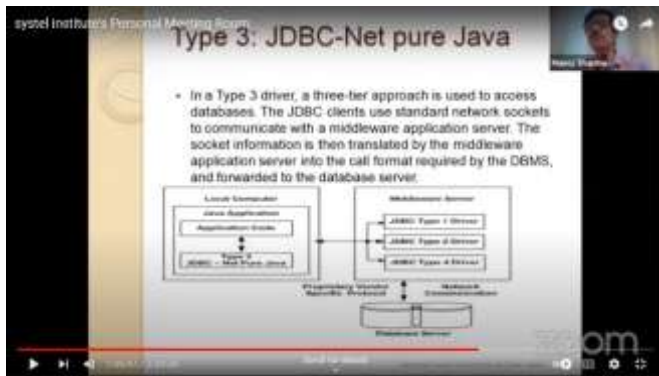 systel institute's Personal Meeting Room
Type 3: JDBC-Net pure Java
• In a Type 3 driver, a three-tier approach is used to access
databases. The JDBC clients use standard network sockets
to communicate with a middleware application server. The
socket information is then translated by the middleware
application server into the call format required by the DBMS,
and forwarded to the database server.
Local Computer
Java Application
Application Code
Type 3
JDBC - Net Pure Java
Middleware Server
JDBC Type 1 Driver
JDBC Type 2 Driver
JDBC Type 4 Driver
Proprietary Vendor
Specific Protocol
Network
Communication
Database Server
zoom